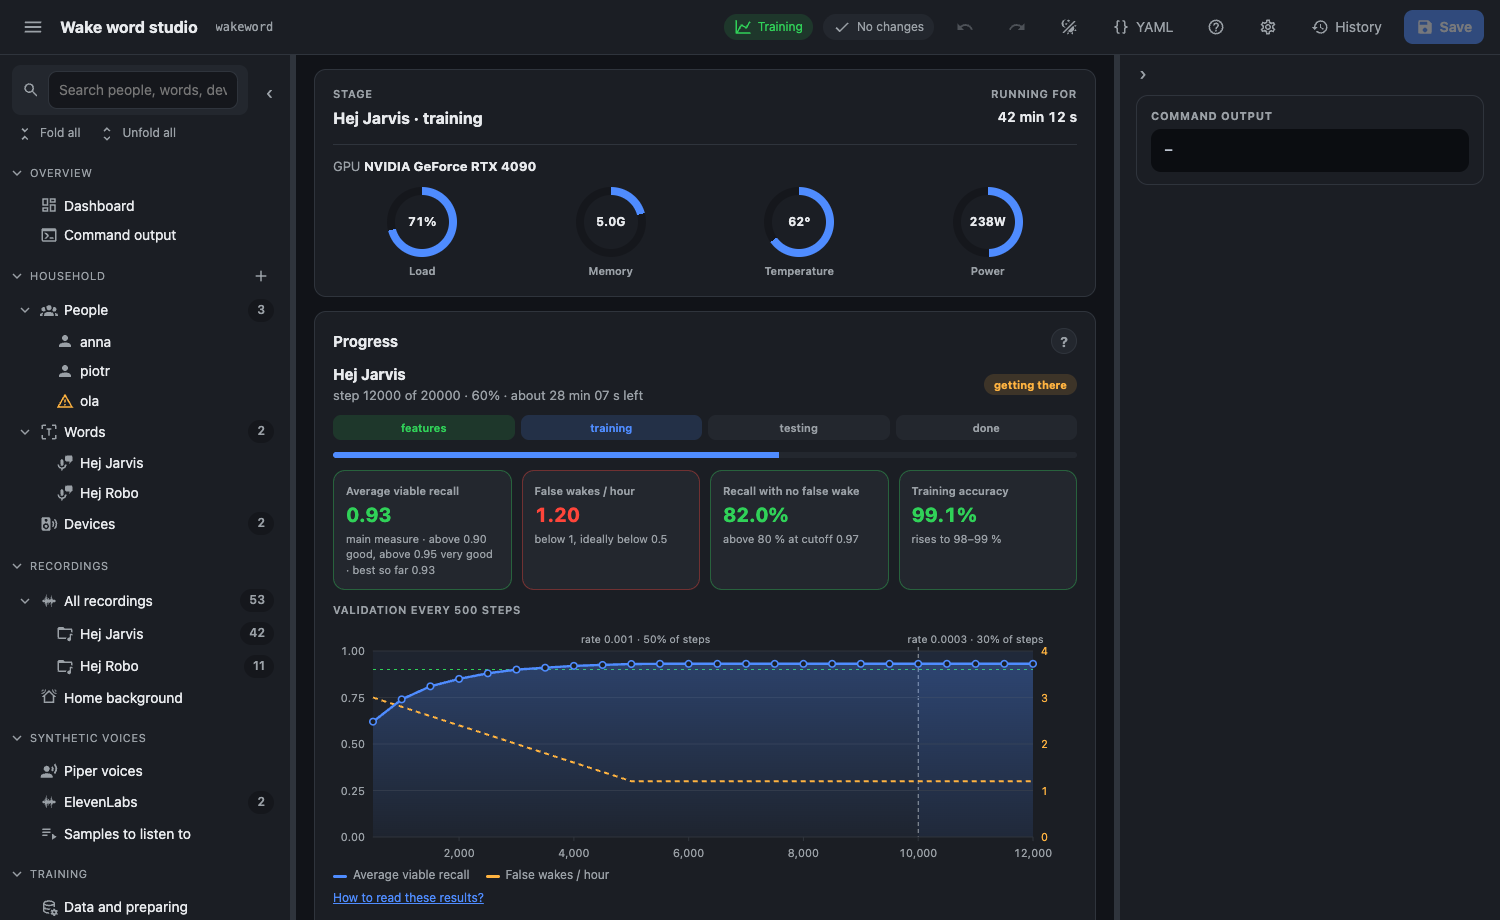 Wake word studio
wakeword
Training
No changes
YAML
History
Save
Search people, words, dev
Fold all
Unfold all
OVERVIEW
Dashboard
Command output
HOUSEHOLD
People
3
anna
piotr
ola
Words
2
Hej Jarvis
Hej Robo
Devices
2
RECORDINGS
All recordings
53
Hej Jarvis
42
Hej Robo
11
Home background
SYNTHETIC VOICES
Piper voices
ElevenLabs
2
Samples to listen to
TRAINING
Data and preparing
STAGE
RUNNING FOR
Hej Jarvis · training
42 min 12 s
GPU NVIDIA GeForce RTX 4090
71%
5.0G
62°
238W
Load
Memory
Temperature
Power
Progress
?
Hej Jarvis
step 12000 of 20000 · 60% · about 28 min 07 s left
getting there
features
training
testing
done
Average viable recall
0.93
main measure · above 0.90
good, above 0.95 very good
· best so far 0.93
False wakes / hour
1.20
below 1, ideally below 0.5
Recall with no false wake
82.0%
above 80 % at cutoff 0.97
Training accuracy
99.1%
rises to 98–99 %
VALIDATION EVERY 500 STEPS
rate 0.001 · 50% of steps
rate 0.0003 · 30% of steps
1.00
0.75
0.50
0.25
0.00
4
3
2
1
0
2,000
4,000
6,000
8,000
10,000
12,000
Average viable recall
False wakes / hour
How to read these results?
COMMAND OUTPUT
–